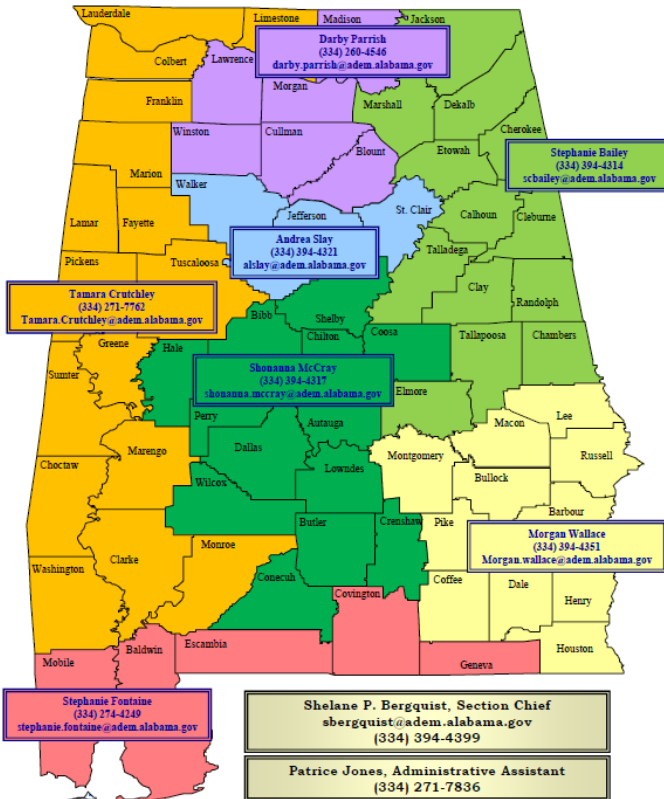 Lauderdale
Limestone
Madison
Jackson
Darby Parrish
(334) 260-4546
darby.parrish@adem.alabama.gov
Colbert
Lawrence
Franklin
Morgan
Marshall
Dekalb
Cherokee
Winston
Cullman
Blount
Etowah
Stephanie Bailey
(334) 394-4314
scbailey@adem.alabama.gov
Marion
Walker
Jefferson
St. Clair
Calhoun
Cleburne
Lamar
Fayette
Andrea Slay
(334) 394-4321
alslay@adem.alabama.gov
Talladega
Pickens
Tuscaloosa
Clay
Randolph
Tamara Crutchley
(334) 271-7762
Tamara.Crutchley@adem.alabama.gov
Bibb
Shelby
Greene
Hale
Chilton
Coosa
Tallapoosa
Chambers
Shonanna McCray
(334) 394-4317
shonanna.mccray@adem.alabama.gov
Sumter
Elmore
Perry
Autauga
Lee
Macon
Marengo
Dallas
Montgomery
Russell
Choctaw
Lowndes
Bullock
Wilcox
Barbour
Butler
Crenshaw
Pike
Morgan Wallace
(334) 394-4351
Morgan.wallace@adem.alabama.gov
Washington
Clarke
Monroe
Conecuh
Covington
Coffee
Dale
Henry
Mobile
Baldwin
Escambia
Geneva
Houston
Stephanie Fontaine
(334) 274-4249
stephanie.fontaine@adem.alabama.gov
Shelane P. Bergquist, Section Chief
sbergquist@adem.alabama.gov
(334) 394-4399
Patrice Jones, Administrative Assistant
(334) 271-7836